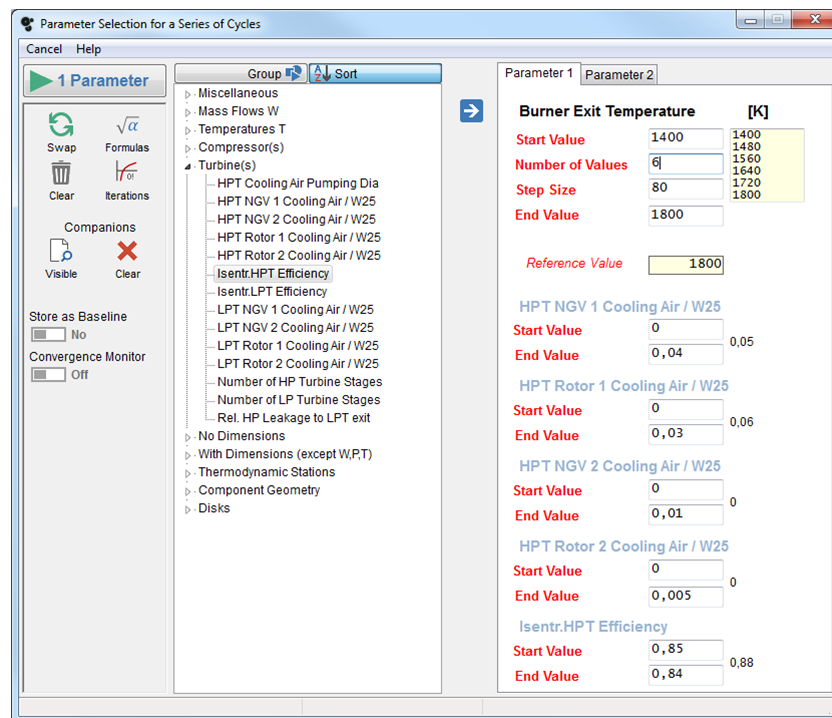 Parameter Selection for a Series of Cycles
Cancel Help
1 Parameter
Swap
Formulas
Clear
Iterations
Companions
Visible
Clear
Store as Baseline
No
Convergence Monitor
Off
Group
A Z Sort
Miscellaneous
Mass Flows W
Temperatures T
Compressor(s)
Turbine(s)
HPT Cooling Air Pumping Dia
HPT NGV 1 Cooling Air / W25
HPT NGV 2 Cooling Air / W25
HPT Rotor 1 Cooling Air / W25
HPT Rotor 2 Cooling Air / W25
Isentr.HPT Efficiency
Isentr.LPT Efficiency
LPT NGV 1 Cooling Air / W25
LPT NGV 2 Cooling Air / W25
LPT Rotor 1 Cooling Air / W25
LPT Rotor 2 Cooling Air / W25
Number of HP Turbine Stages
Number of LP Turbine Stages
Rel. HP Leakage to LPT exit
No Dimensions
With Dimensions (except W,P,T)
Thermodynamic Stations
Component Geometry
Disks
Parameter 1 Parameter 2
Burner Exit Temperature [K]
Start Value 1400
Number of Values 6
Step Size 80
End Value 1800
1400
1480
1560
1640
1720
1800
Reference Value 1800
HPT NGV 1 Cooling Air / W25
Start Value 0
End Value 0,04
0,05
HPT Rotor 1 Cooling Air / W25
Start Value 0
End Value 0,03
0,06
HPT NGV 2 Cooling Air / W25
Start Value 0
End Value 0,01
0
HPT Rotor 2 Cooling Air / W25
Start Value 0
End Value 0,005
0
Isentr.HPT Efficiency
Start Value 0,85
End Value 0,84
0,88